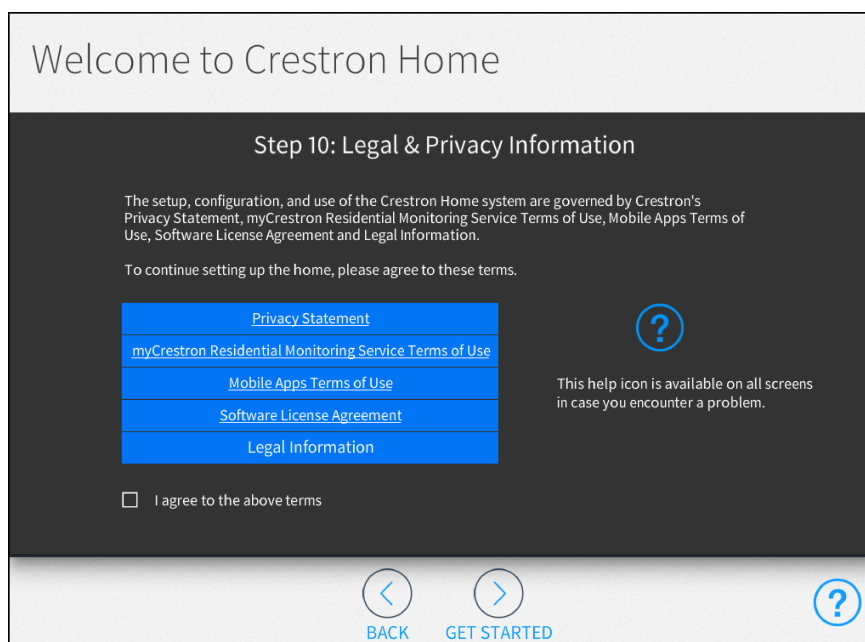 Welcome to Crestron Home
Step 10: Legal & Privacy Information
The setup, configuration, and use of the Crestron Home system are governed by Crestron's
Privacy Statement, myCrestron Residential Monitoring Service Terms of Use, Mobile Apps Terms of
Use, Software License Agreement and Legal Information.
To continue setting up the home, please agree to these terms.
Privacy Statement
myCrestron Residential Monitoring Service Terms of Use
Mobile Apps Terms of Use
Software License Agreement
Legal Information
?
This help icon is available on all screens
in case you encounter a problem.
I agree to the above terms
BACK
GET STARTED
?